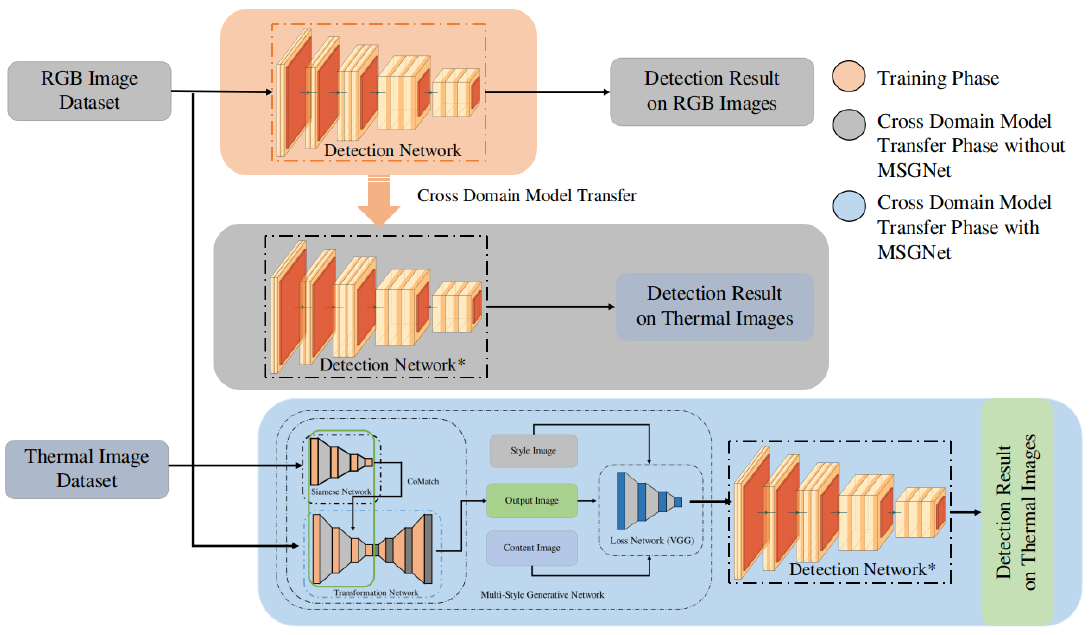 RGB Image
Dataset
Detection Network
Detection Result
on RGB Images
Training Phase
Cross Domain Model
Transfer Phase without
MSGNet
Cross Domain Model
Transfer Phase with
MSGNet
Cross Domain Model Transfer
Detection Network*
Detection Result
on Thermal Images
Thermal Image
Dataset
Siamese Network
CoMatch
Transformation Network
Style Image
Output Image
Content Image
Loss Network (VGG)
Multi-Style Generative Network
Detection Network*
Detection Result
on Thermal Images